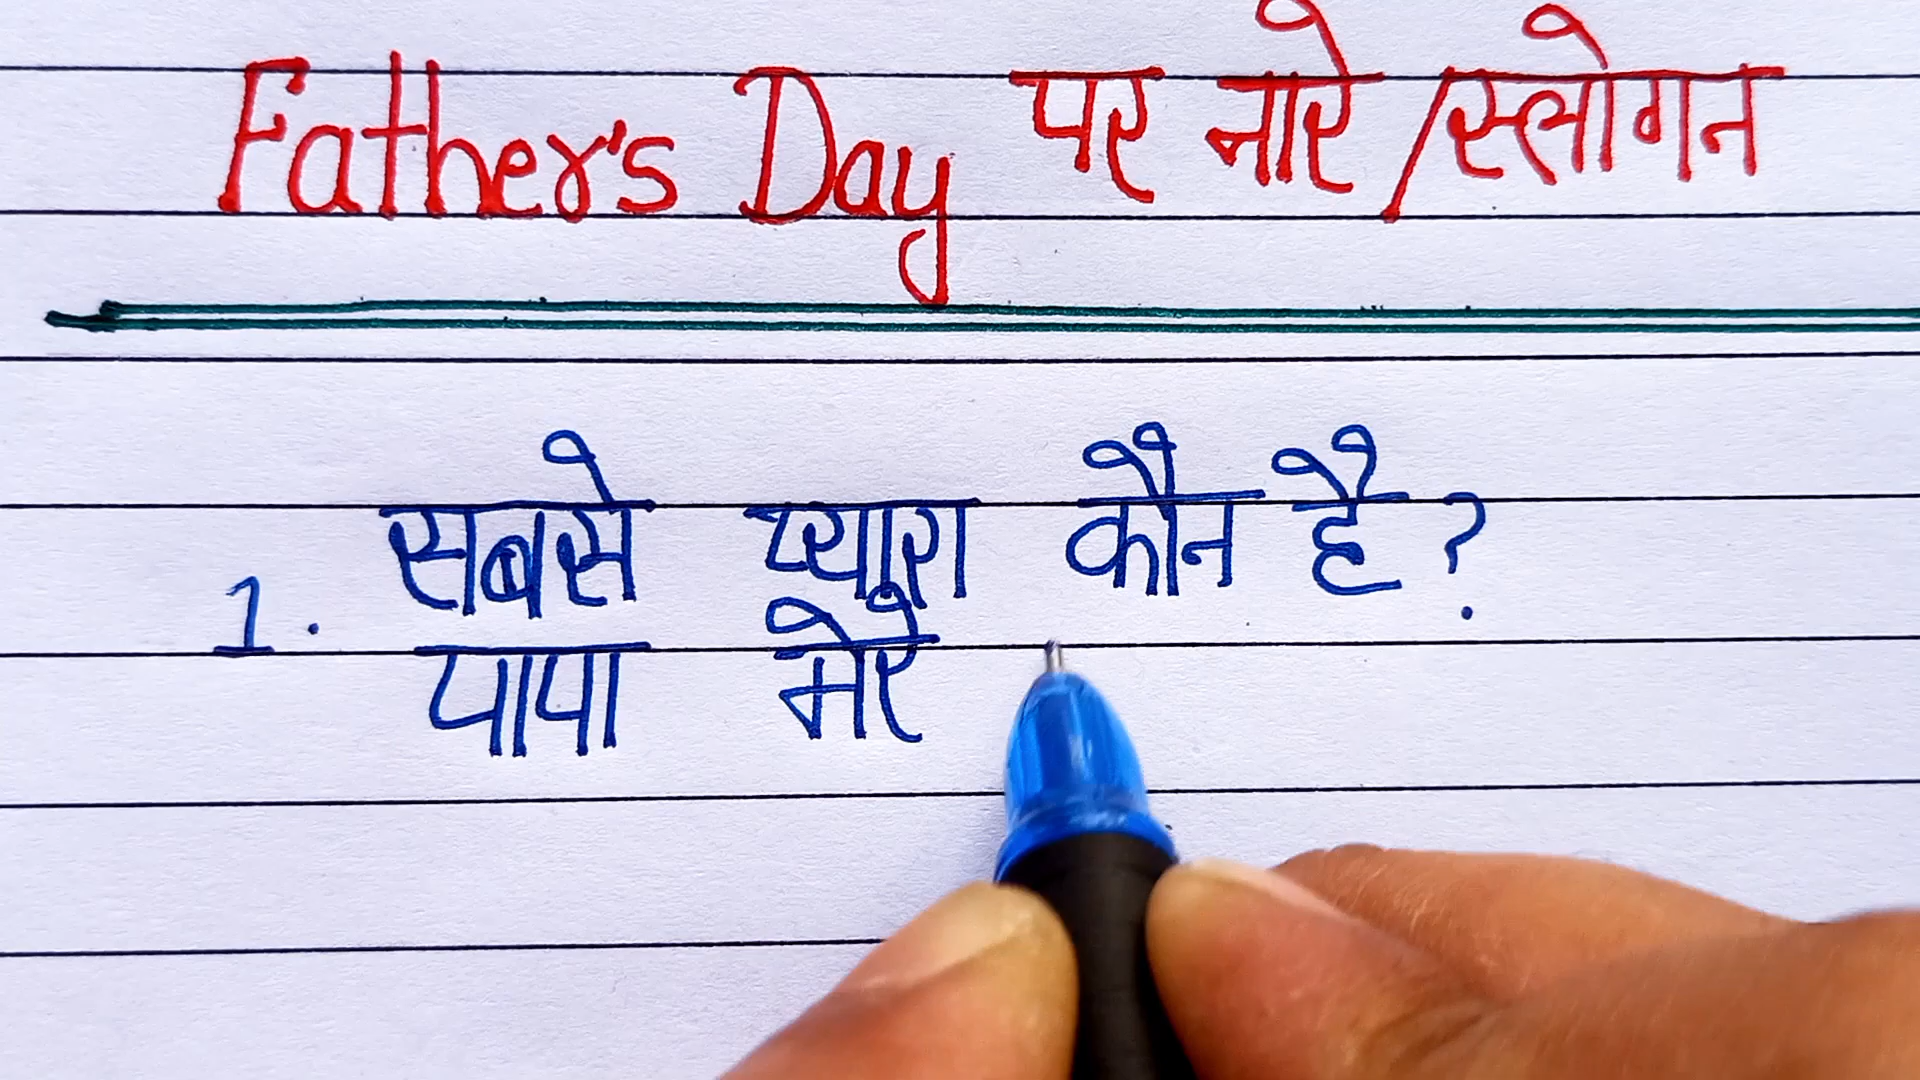 Father's Day पर नारे/स्लोगन
1. सबसे प्यारा कौन है?
पापा मेरे